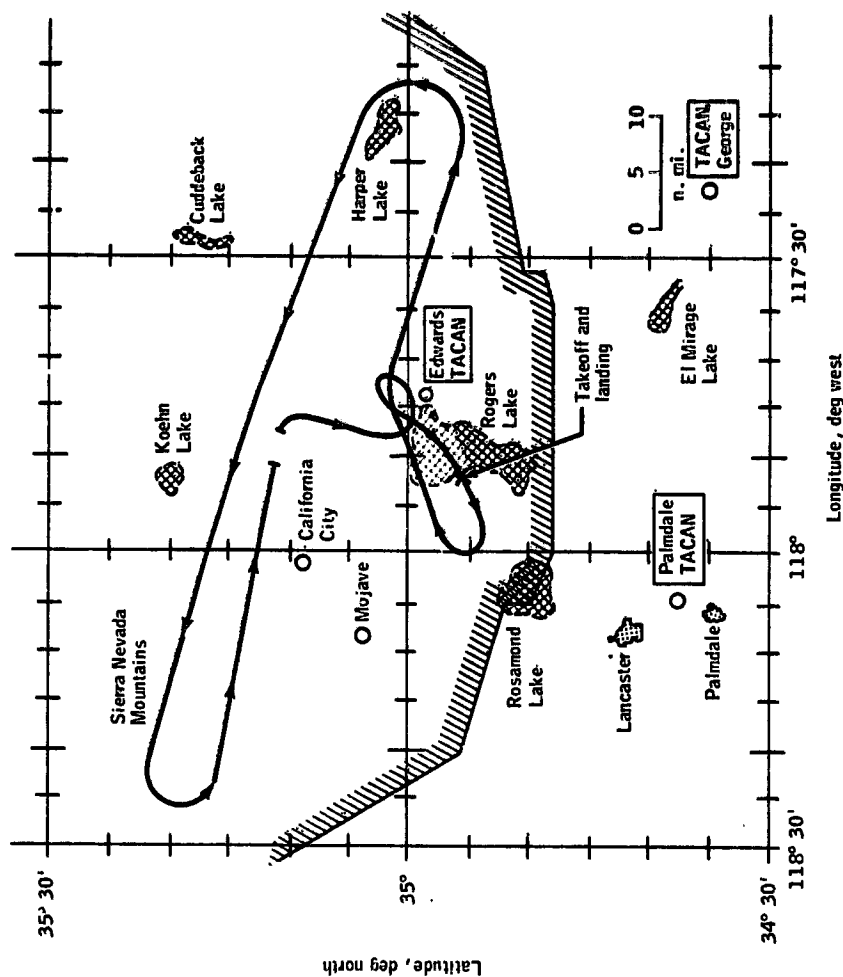 35° 30'
35°
34° 30'
118° 30'
118°
117° 30'
Latitude, deg north
Longitude, deg west
Sierra Nevada
Mountains
Koehn
Lake
Cuddeback
Lake
California
City
Mojave
Harper
Lake
Edwards
TACAN
Rogers
Lake
Takeoff and
landing
Rosamond
Lake
Lancaster
Palmdale
Palmdale
TACAN
El Mirage
Lake
0 5 10
n. mi.
TACAN
George